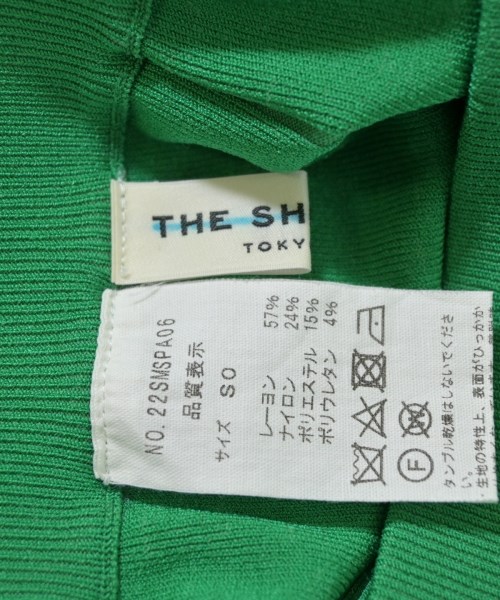 THE SH
TOKY
NO.22SMSPA06
品質表示
サイズ SO
レーヨン 57%
ナイロン 24%
ポリエステル 15%
ポリウレタン 4%
F
タンブル乾燥はしないでくださ
い。
・生地の特性上、表面がひっかか